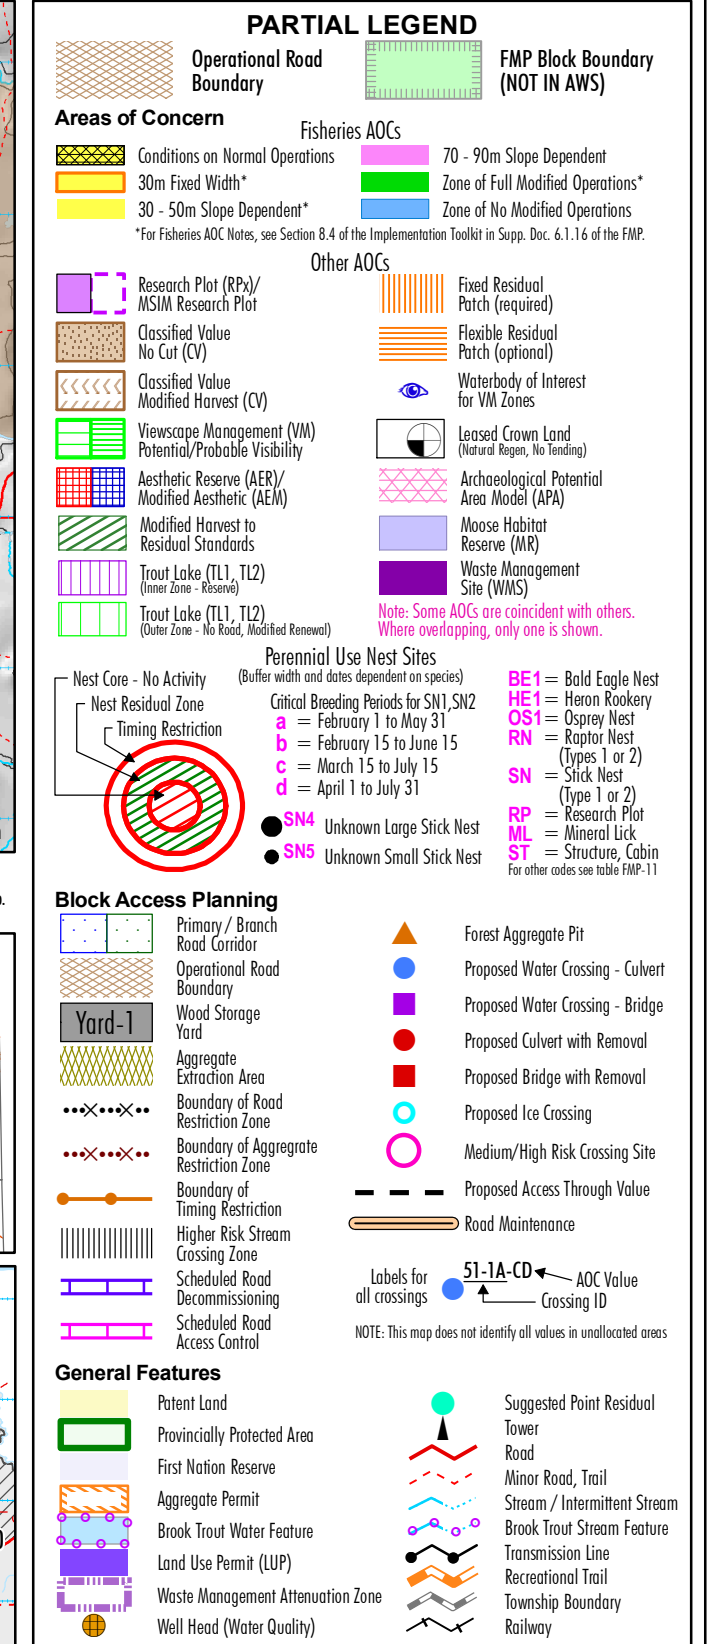 PARTIAL LEGEND
Operational Road
Boundary
FMP Block Boundary
(NOT IN AWS)
Areas of Concern
Fisheries AOCs
Conditions on Normal Operations
30m Fixed Width*
30 - 50m Slope Dependent*
70 - 90m Slope Dependent
Zone of Full Modified Operations*
Zone of No Modified Operations
*For Fisheries AOC Notes, see Section 8.4 of the Implementation Toolkit in Supp. Doc. 6.1.16 of the FMP.
Other AOCs
Research Plot (RPx)/
MSIM Research Plot
Classified Value
No Cut (CV)
Classified Value
Modified Harvest (CV)
Viewscape Management (VM)
Potential/Probable Visibility
Aesthetic Reserve (AER)/
Modified Aesthetic (AEM)
Modified Harvest to
Residual Standards
Trout Lake (TL1, TL2)
(Inner Zone - Reserve)
Trout Lake (TL1, TL2)
(Outer Zone - No Road, Modified Renewal)
Fixed Residual
Patch (required)
Flexible Residual
Patch (optional)
Waterbody of Interest
for VM Zones
Leased Crown Land
(Natural Regen, No Tending)
Archaeological Potential
Area Model (APA)
Moose Habitat
Reserve (MR)
Waste Management
Site (WMS)
Note: Some AOCs are coincident with others.
Where overlapping, only one is shown.
Perennial Use Nest Sites
(Buffer width and dates dependent on species)
Nest Core - No Activity
Nest Residual Zone
Timing Restriction
Critical Breeding Periods for SN1,SN2
a = February 1 to May 31
b = February 15 to June 15
c = March 15 to July 15
d = April 1 to July 31
SN4 Unknown Large Stick Nest
SN5 Unknown Small Stick Nest
BE1 = Bald Eagle Nest
HE1 = Heron Rookery
OS1 = Osprey Nest
RN = Raptor Nest
(Types 1 or 2)
SN = Stick Nest
(Type 1 or 2)
RP = Research Plot
ML = Mineral Lick
ST = Structure, Cabin
For other codes see table FMP-11
Block Access Planning
Primary / Branch
Road Corridor
Operational Road
Boundary
Yard-1
Wood Storage
Yard
Aggregate
Extraction Area
Boundary of Road
Restriction Zone
Boundary of Aggregrate
Restriction Zone
Boundary of
Timing Restriction
Higher Risk Stream
Crossing Zone
Scheduled Road
Decommissioning
Scheduled Road
Access Control
Forest Aggregate Pit
Proposed Water Crossing - Culvert
Proposed Water Crossing - Bridge
Proposed Culvert with Removal
Proposed Bridge with Removal
Proposed Ice Crossing
Medium/High Risk Crossing Site
Proposed Access Through Value
Road Maintenance
Labels for
all crossings
51-1A-CD
AOC Value
Crossing ID
NOTE: This map does not identify all values in unallocated areas
General Features
Patent Land
Provincially Protected Area
First Nation Reserve
Aggregate Permit
Brook Trout Water Feature
Land Use Permit (LUP)
Waste Management Attenuation Zone
Well Head (Water Quality)
Suggested Point Residual
Tower
Road
Minor Road, Trail
Stream / Intermittent Stream
Brook Trout Stream Feature
Transmission Line
Recreational Trail
Township Boundary
Railway